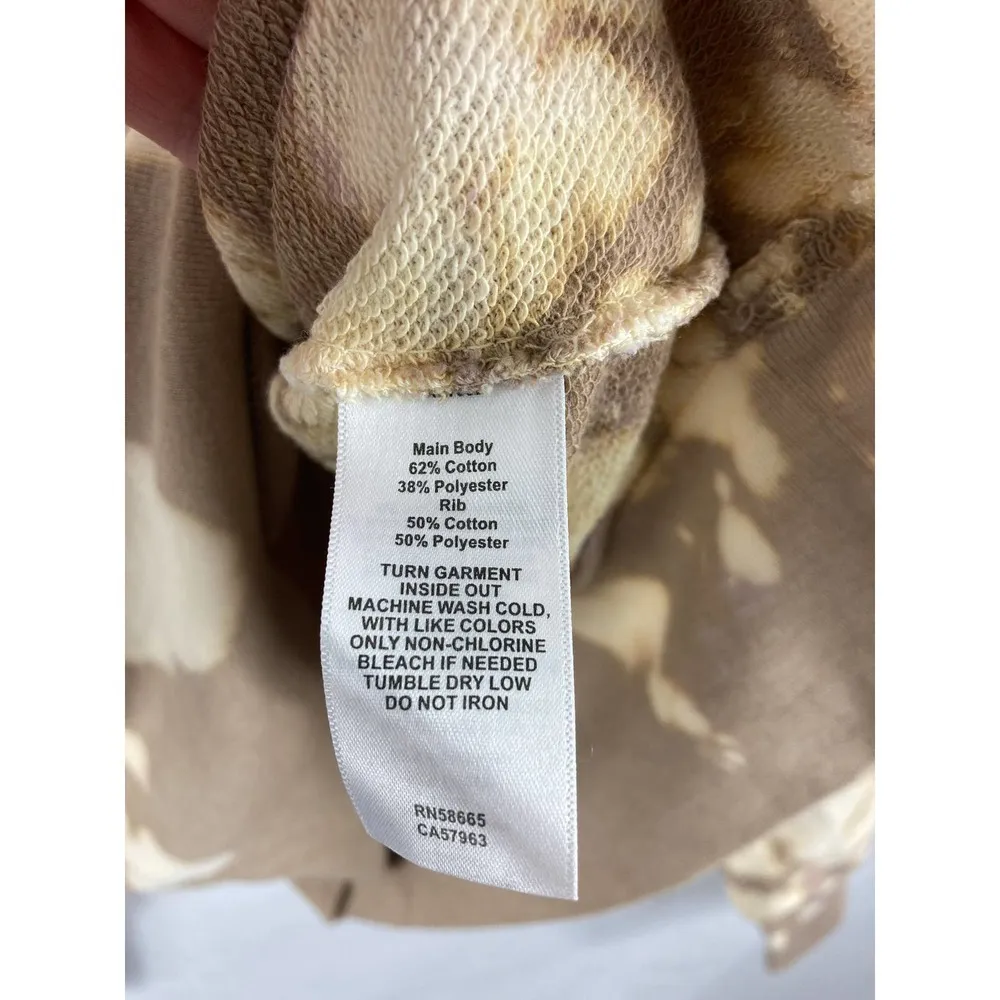 Main Body
62% Cotton
38% Polyester
Rib
50% Cotton
50% Polyester
TURN GARMENT
INSIDE OUT
MACHINE WASH COLD,
WITH LIKE COLORS
ONLY NON-CHLORINE
BLEACH IF NEEDED
TUMBLE DRY LOW
DO NOT IRON
RN58665
CA57963